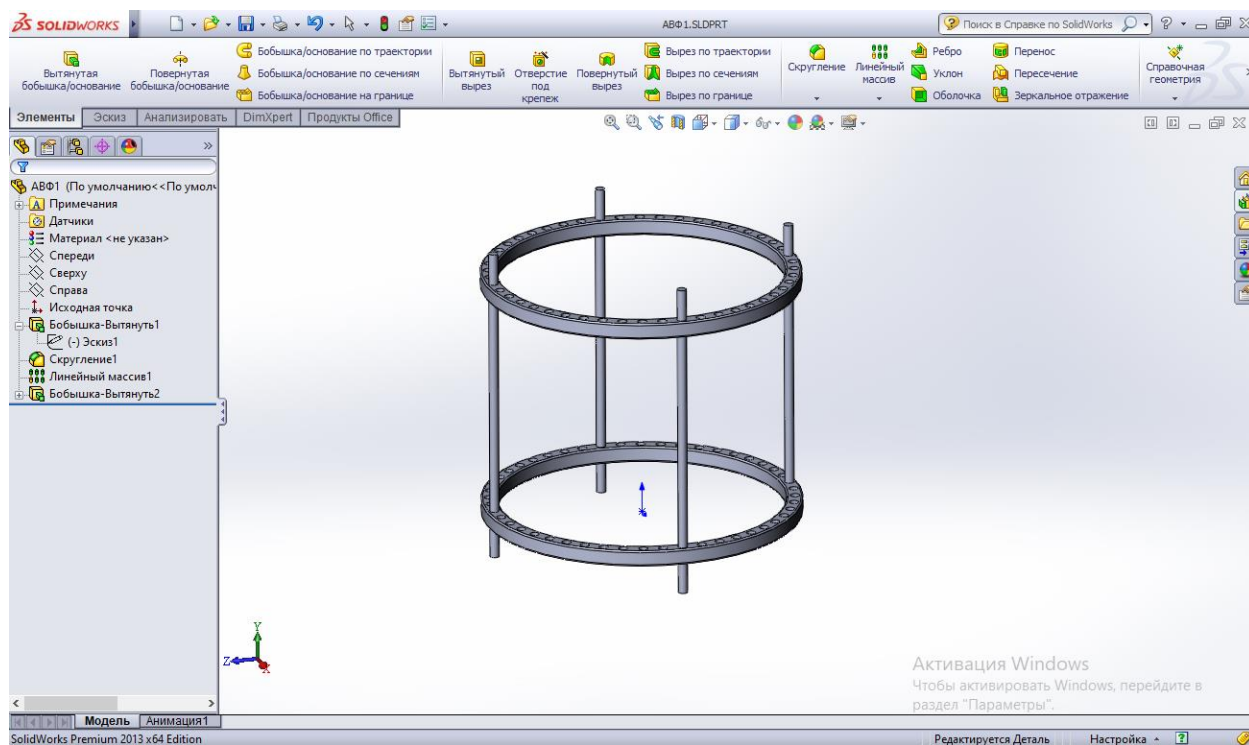 SOLIDWORKS
АВФ1.SLDPRT
Поиск в Справке по SolidWorks
Вытянутая бобышка/основание
Повернутая бобышка/основание
Бобышка/основание по траектории
Бобышка/основание по сечениям
Бобышка/основание на границе
Вытянутый вырез
Отверстие под крепеж
Повернутый вырез
Вырез по траектории
Вырез по сечениям
Вырез по границе
Скругление
Линейный массив
Ребро
Уклон
Оболочка
Перенос
Пересечение
Зеркальное отражение
Справочная геометрия
Элементы
Эскиз
Анализировать
DimXpert
Продукты Office
АВФ1 (По умолчанию<<По умолч
Примечания
Датчики
Материал <не указан>
Спереди
Сверху
Справа
Исходная точка
Бобышка-Вытянуть1
(-) Эскиз1
Скругление1
Линейный массив1
Бобышка-Вытянуть2
Y
Z
X
Активация Windows
Чтобы активировать Windows, перейдите в
раздел "Параметры".
Модель
Анимация1
SolidWorks Premium 2013 x64 Edition
Редактируется Деталь
Настройка